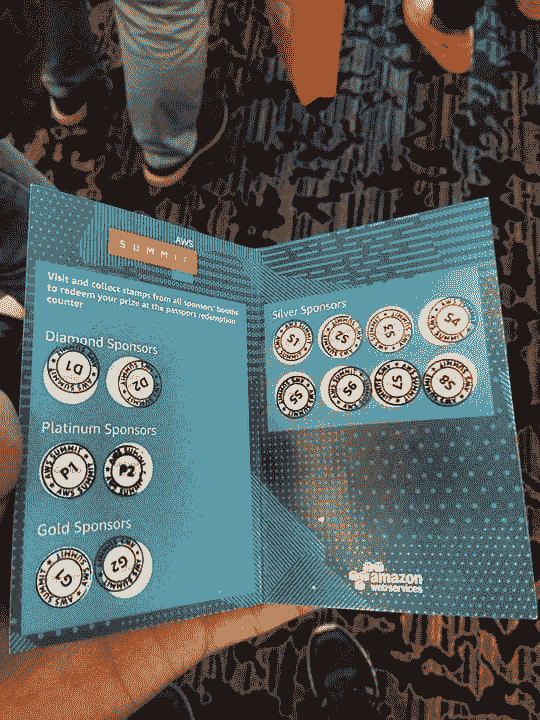 AWS
SUMMIT
Visit and collect stamps from all sponsors' booths
to redeem your prize at the passport redemption
counter
Diamond Sponsors
D1 D2
Platinum Sponsors
P1 P2
Gold Sponsors
G1 G2
Silver Sponsors
S1 S2 S3 S4
S5 S6 S7 S8
amazon
webservices